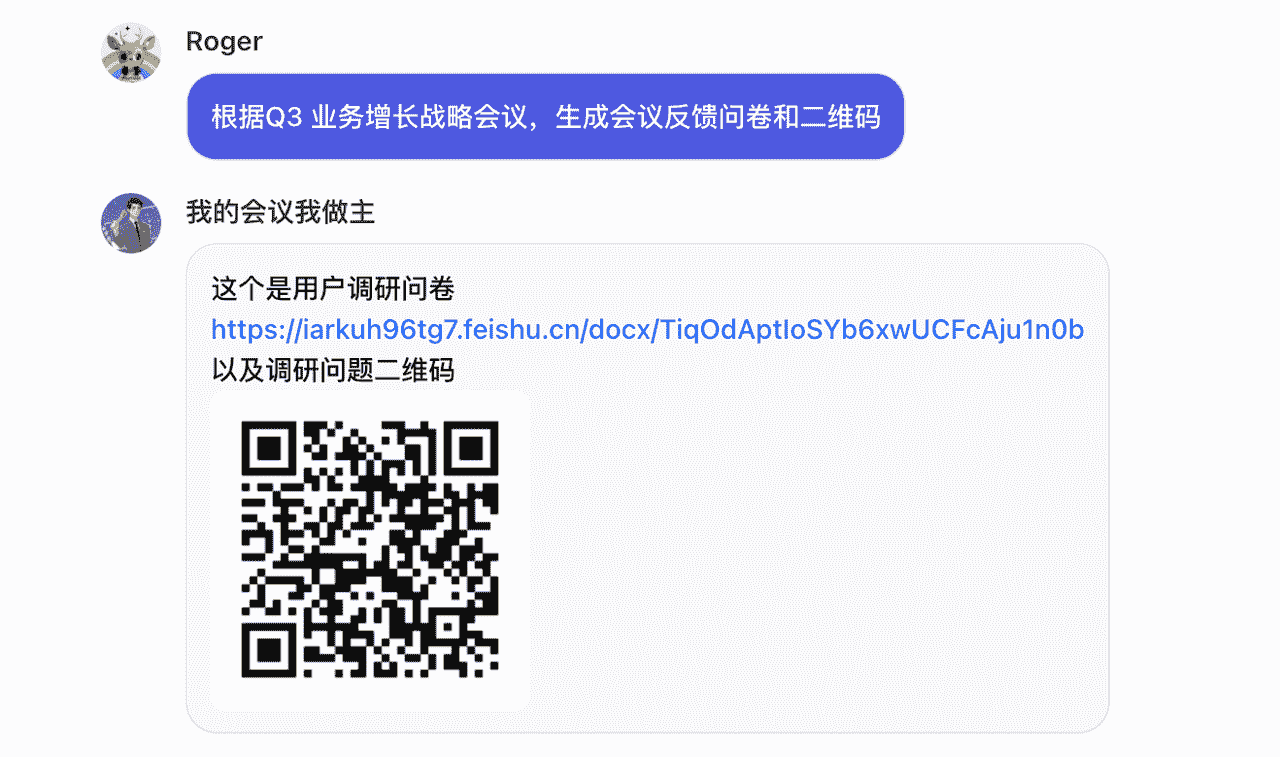 Roger
根据Q3 业务增长战略会议，生成会议反馈问卷和二维码
我的会议我做主
这个是用户调研问卷
https://iarkuh96tg7.feishu.cn/docx/TiqOdAptIoSYb6xwUCFcAju1n0b
以及调研问题二维码